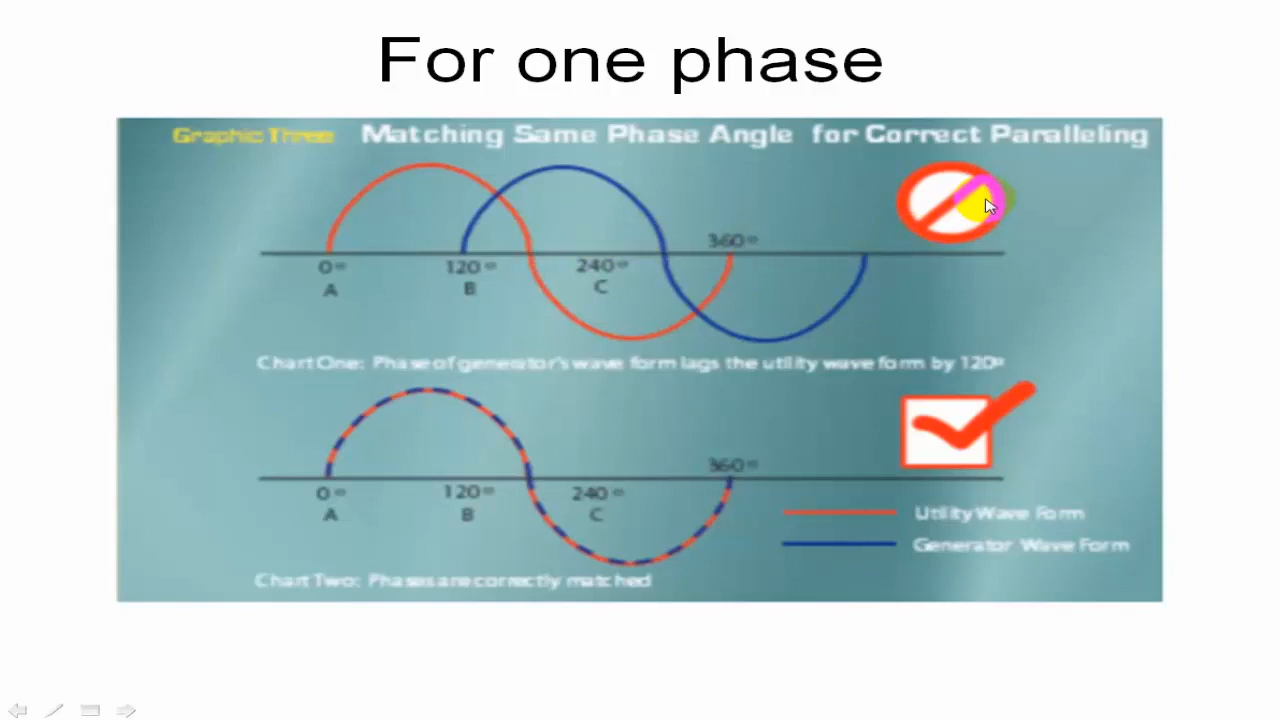 For one phase
Graphic Three Matching Same Phase Angle for Correct Paralleling
360°
0° 120° 240°
A B C
Chart One: Phase of generator's wave form lags the utility wave form by 120°
360°
0° 120° 240°
A B C
Utility Wave Form
Generator Wave Form
Chart Two: Phases are correctly matched